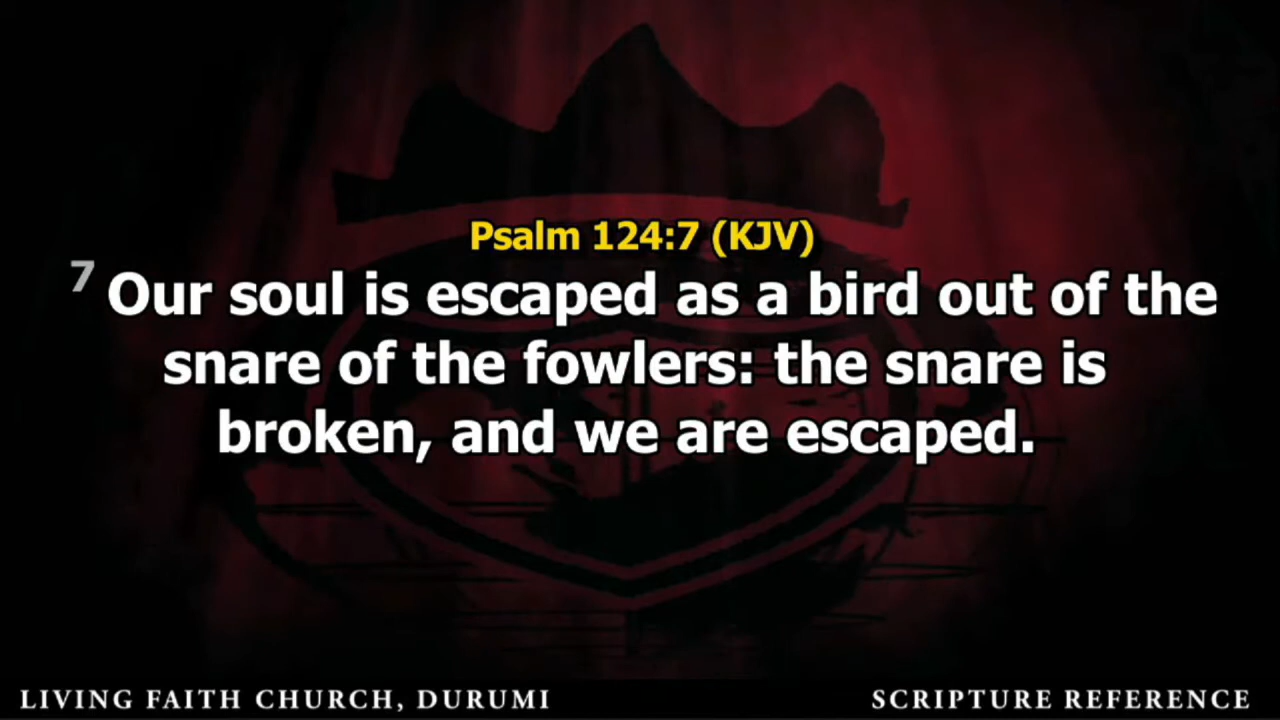 Psalm 124:7 (KJV)
7 Our soul is escaped as a bird out of the
snare of the fowlers: the snare is
broken, and we are escaped.
LIVING FAITH CHURCH, DURUMI
SCRIPTURE REFERENCE